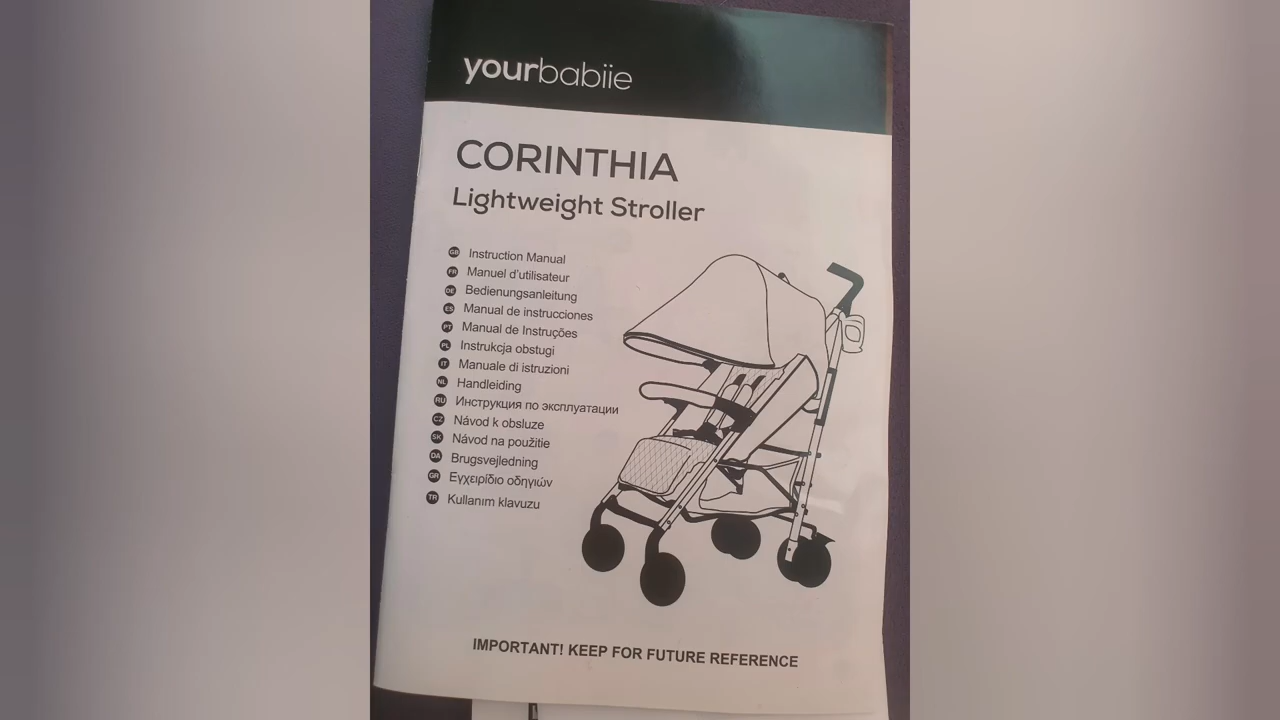 yourbabiie
CORINTHIA
Lightweight Stroller
GB Instruction Manual
FR Manuel d'utilisateur
DE Bedienungsanleitung
ES Manual de instrucciones
PT Manual de Instruções
PL Instrukcja obstugi
IT Manuale di istruzioni
NL Handleiding
RU Инструкция по эксплуатации
CZ Návod k obsluze
SK Návod na použitie
DA Brugsvejledning
GR Εγχειρίδιο οδηγιών
TR Kullanım klavuzu
IMPORTANT! KEEP FOR FUTURE REFERENCE